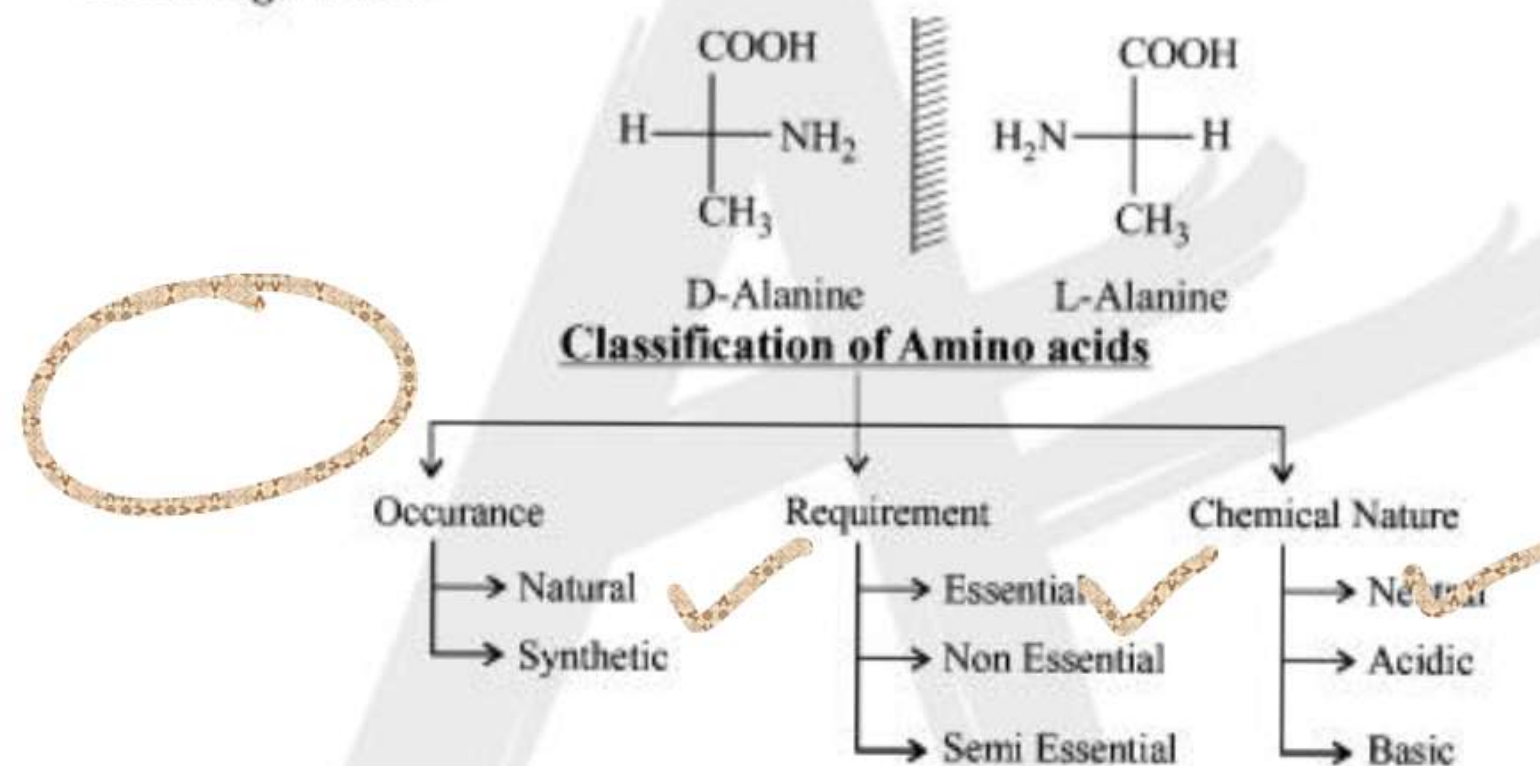 COOH COOH
H NH₂ H₂N H
CH₃ CH₃
D-Alanine L-Alanine
Classification of Amino acids
Occurance Requirement Chemical Nature
Natural Essential
Synthetic Non Essential Acidic
Semi Essential Basic